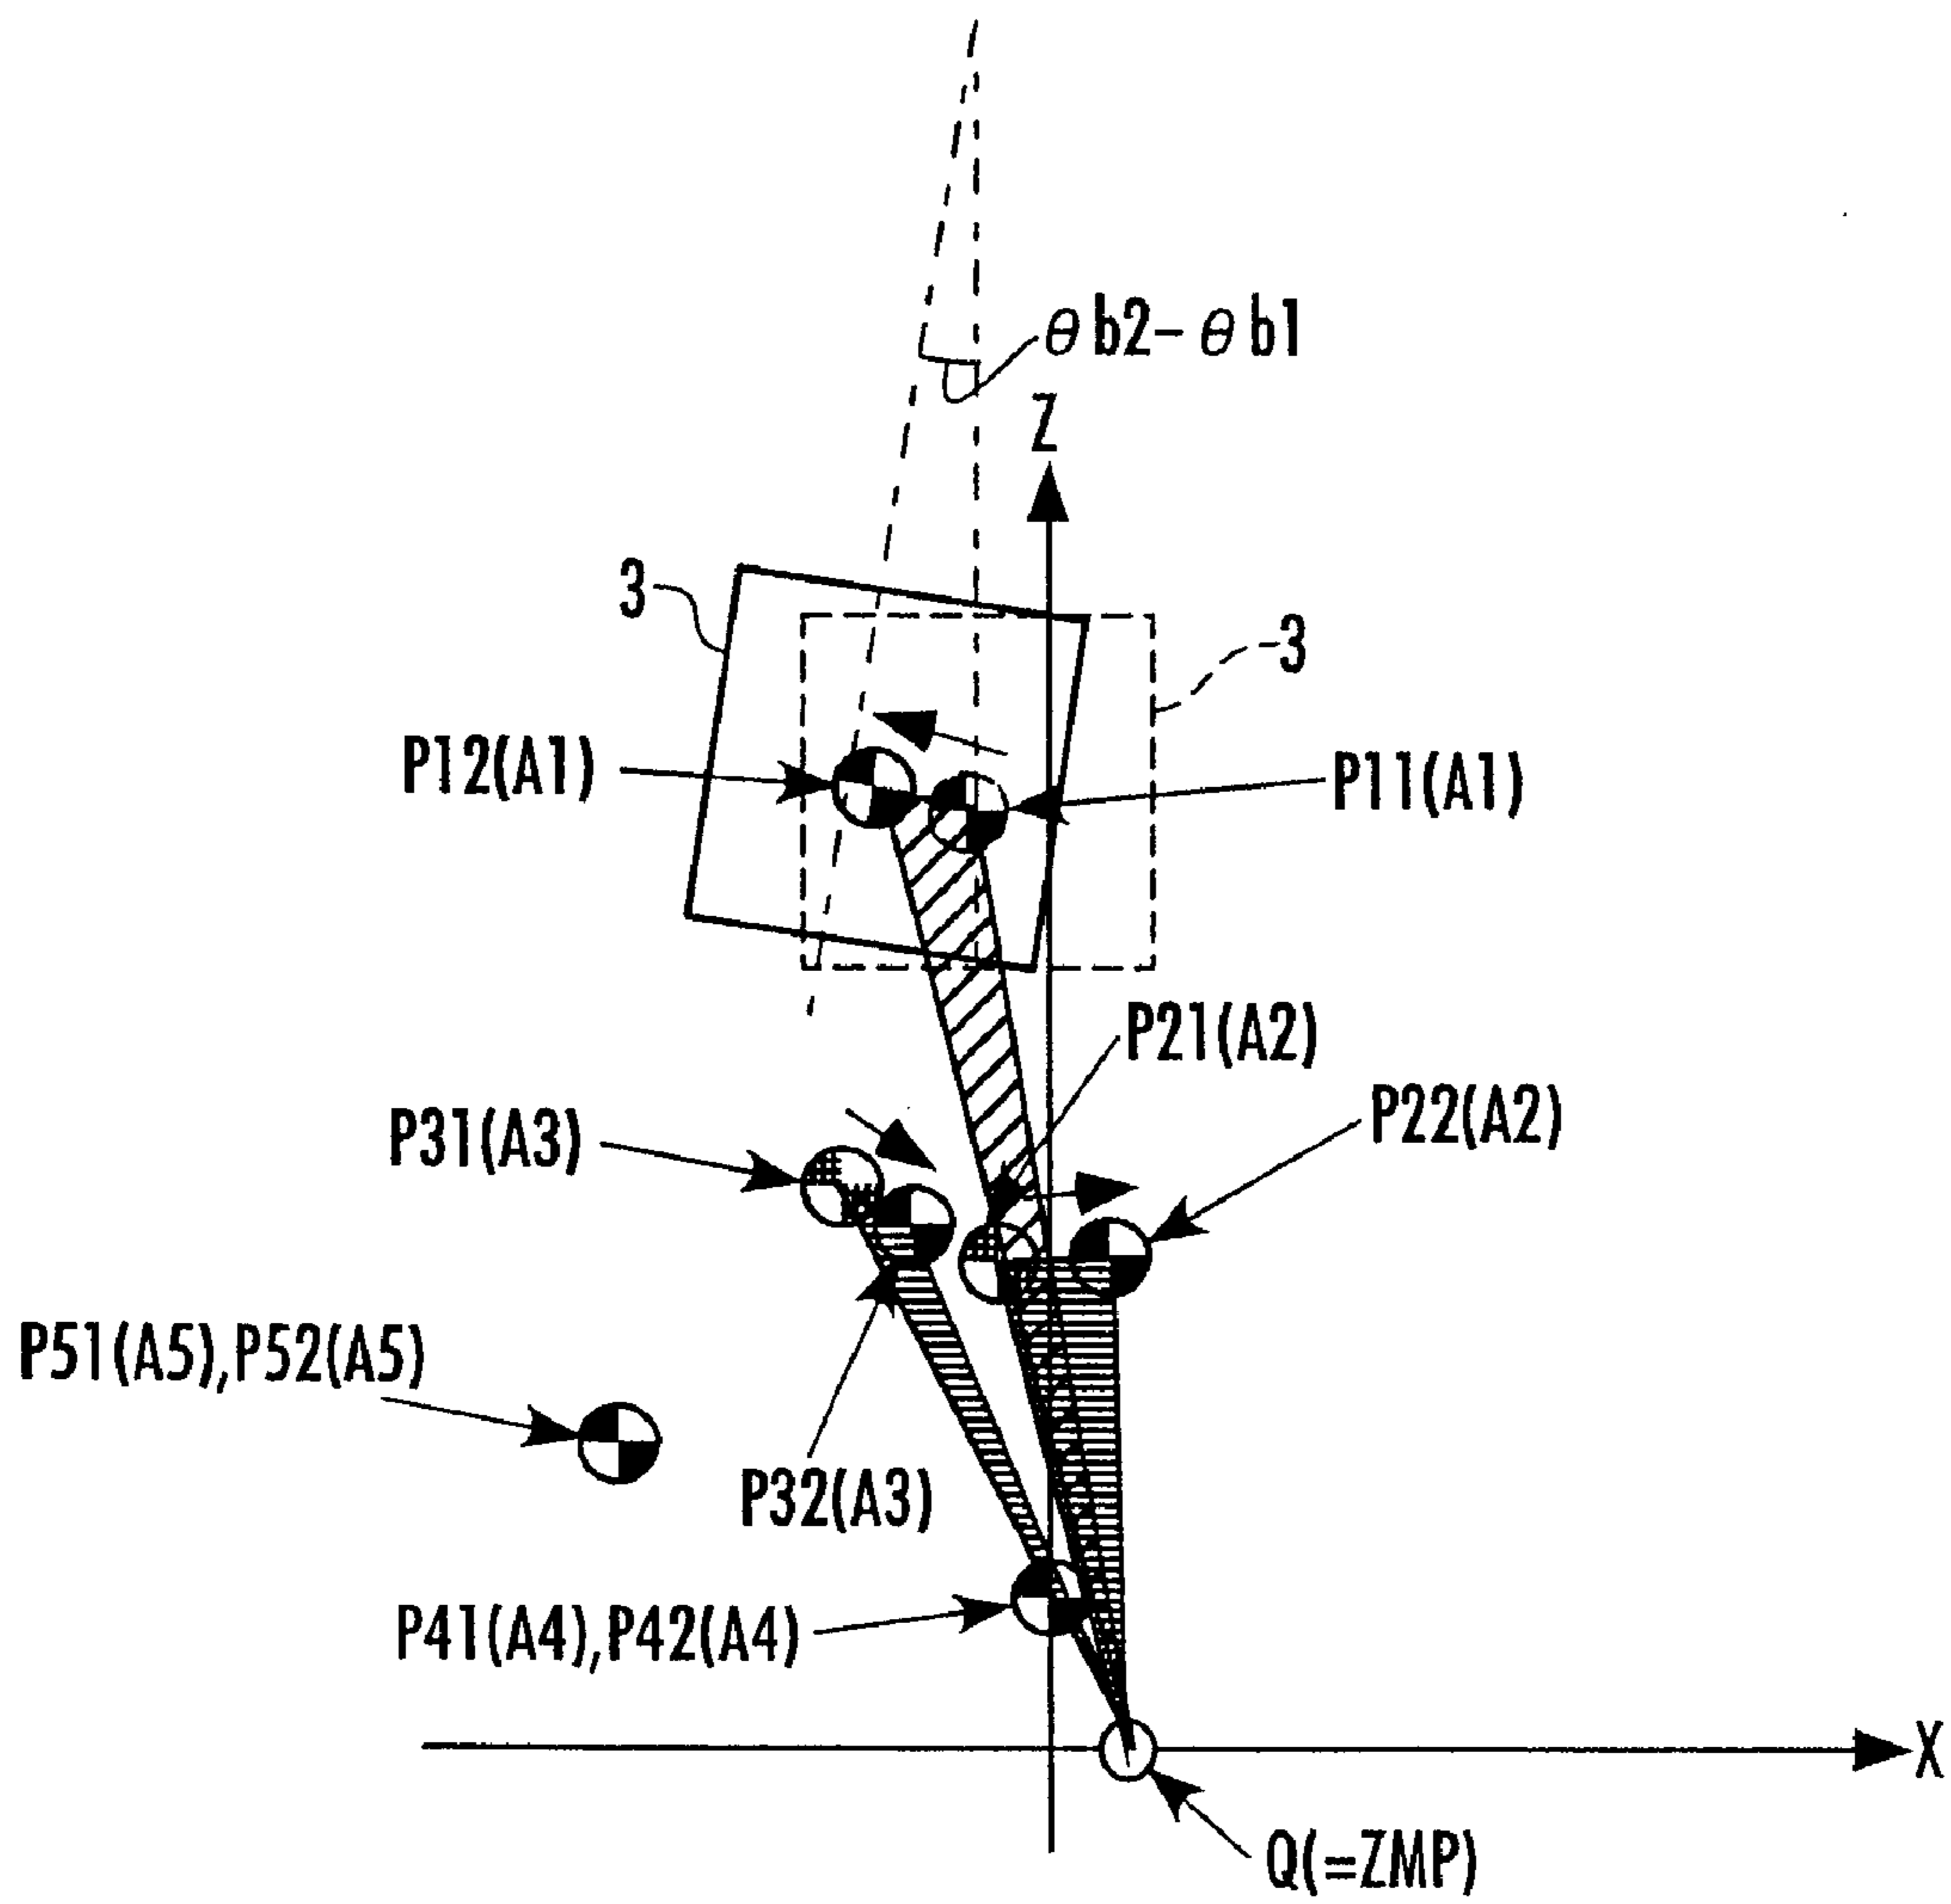 θb2-θb1
Z
3
3
P12(A1)
P11(A1)
P21(A2)
P22(A2)
P31(A3)
P51(A5),P52(A5)
P32(A3)
P41(A4),P42(A4)
X
Q(=ZMP)